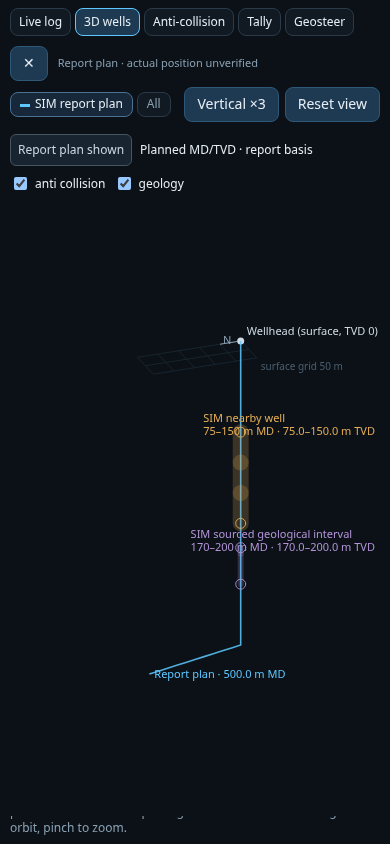 Live log
3D wells
Anti-collision
Tally
Geosteer
✕
Report plan · actual position unverified
SIM report plan
All
Vertical ×3
Reset view
Report plan shown
Planned MD/TVD · report basis
anti collision
geology
Wellhead (surface, TVD 0)
N
surface grid 50 m
SIM nearby well
75–150 m MD · 75.0–150.0 m TVD
SIM sourced geological interval
170–200 m MD · 170.0–200.0 m TVD
Report plan · 500.0 m MD
orbit, pinch to zoom.